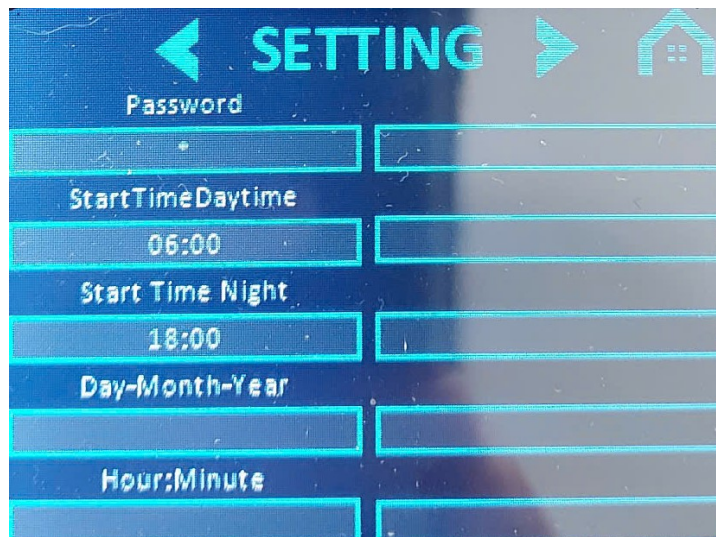 SETTING
Password
*
StartTimeDaytime
06:00
Start Time Night
18:00
Day-Month-Year
Hour:Minute